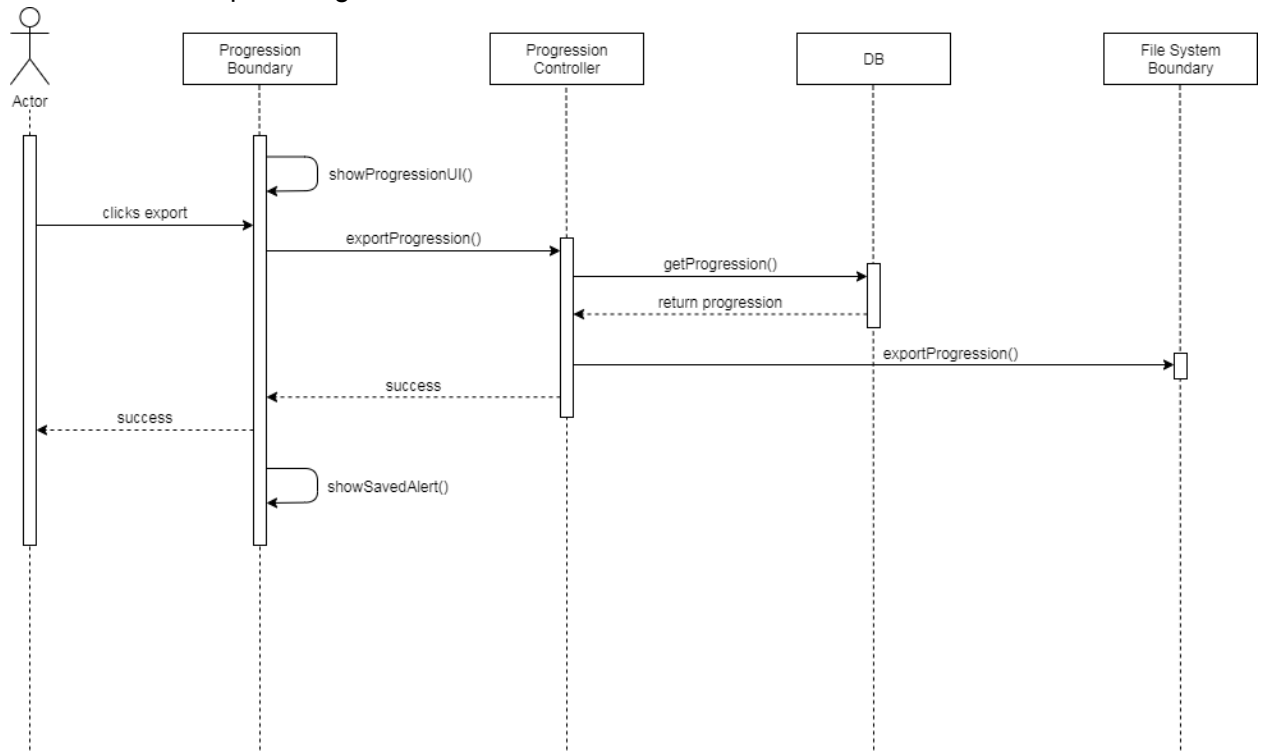 Progression
Boundary
Progression
Controller
DB
File System
Boundary
Actor
showProgressionUI()
clicks export
exportProgression()
getProgression()
return progression
exportProgression()
success
success
showSavedAlert()